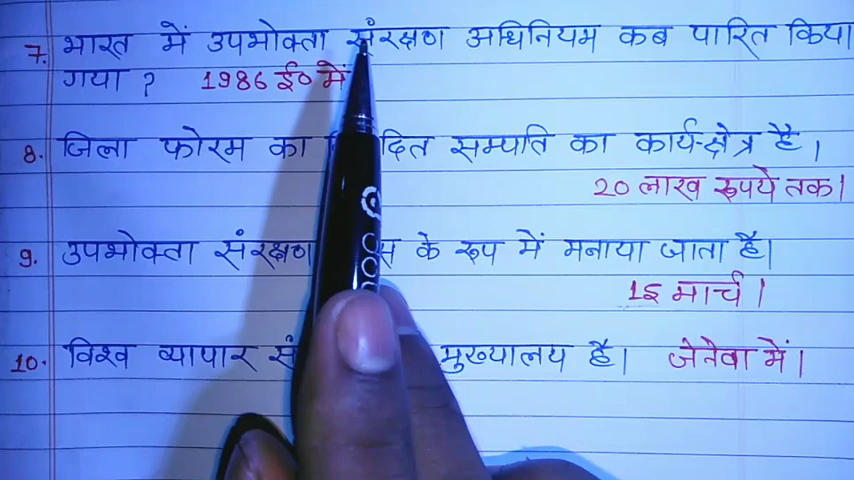 7. भारत में उपभोक्ता संरक्षण अधिनियम कब पारित किया
गया ? 1986 ई० में
8. जिला फोरम का दित सम्पति का कार्य-क्षेत्र है।
20 लाख रूपये तक।
9. उपभोक्ता संरक्षण स के रूप में मनाया जाता है।
15 मार्च।
10. विश्व व्यापार सं मुख्यालय है। जेनेवा में।